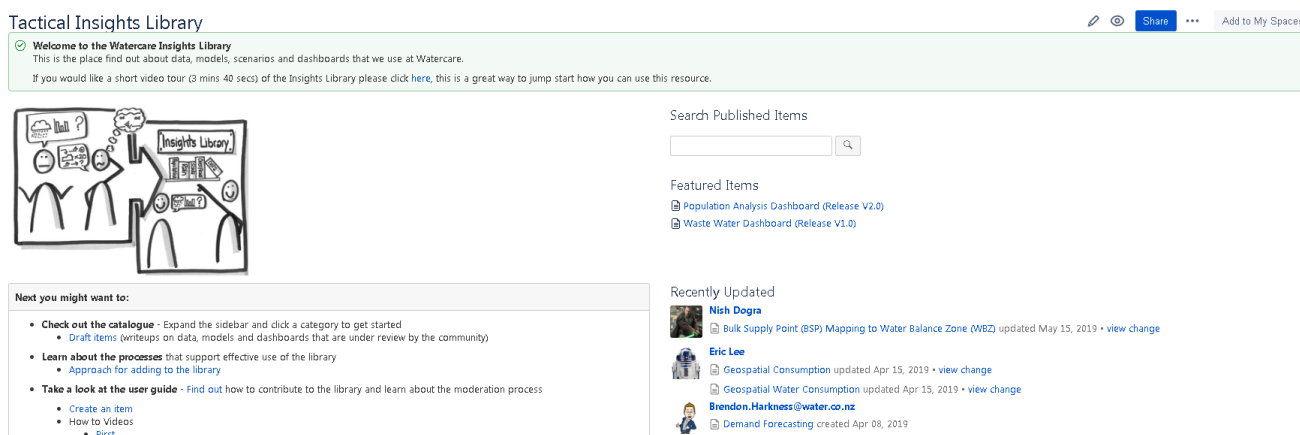 Tactical Insights Library
Share
Add to My Spaces
Welcome to the Watercare Insights Library
This is the place find out about data, models, scenarios and dashboards that we use at Watercare.
If you would like a short video tour (3 mins 40 secs) of the Insights Library please click here, this is a great way to jump start how you can use this resource.
?
Insights Library
?
Search Published Items
Featured Items
Population Analysis Dashboard (Release V2.0)
Waste Water Dashboard (Release V1.0)
Next you might want to:
Check out the catalogue - Expand the sidebar and click a category to get started
Draft items (writeups on data, models and dashboards that are under review by the community)
Learn about the processes that support effective use of the library
Approach for adding to the library
Take a look at the user guide - Find out how to contribute to the library and learn about the moderation process
Create an item
How to Videos
First
Recently Updated
Nish Dogra
Bulk Supply Point (BSP) Mapping to Water Balance Zone (WBZ) updated May 15, 2019 • view change
Eric Lee
Geospatial Consumption updated Apr 15, 2019 • view change
Geospatial Water Consumption updated Apr 15, 2019 • view change
Brendon.Harkness@water.co.nz
Demand Forecasting created Apr 08, 2019